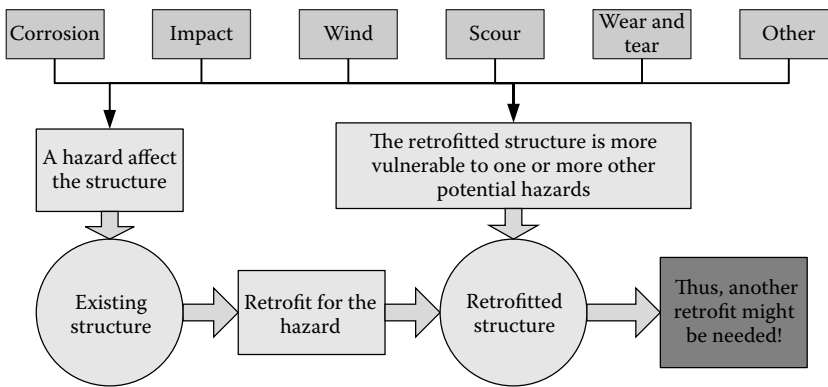 Corrosion
Impact
Wind
Scour
Wear and
tear
Other
A hazard affect
the structure
The retrofitted structure is more
vulnerable to one or more other
potential hazards
Existing
structure
Retrofit for the
hazard
Retrofitted
structure
Thus, another
retrofit might
be needed!